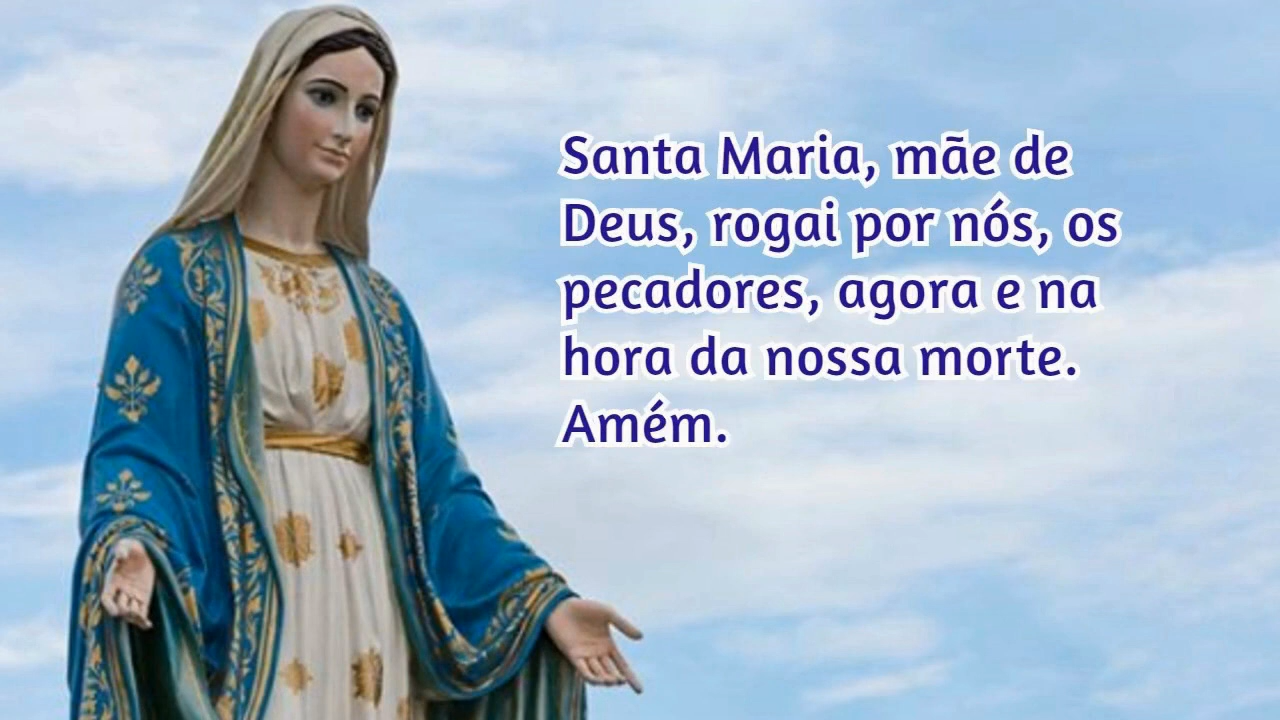 Santa Maria, mãe de
Deus, rogai por nós, os
pecadores, agora e na
hora da nossa morte.
Amém.